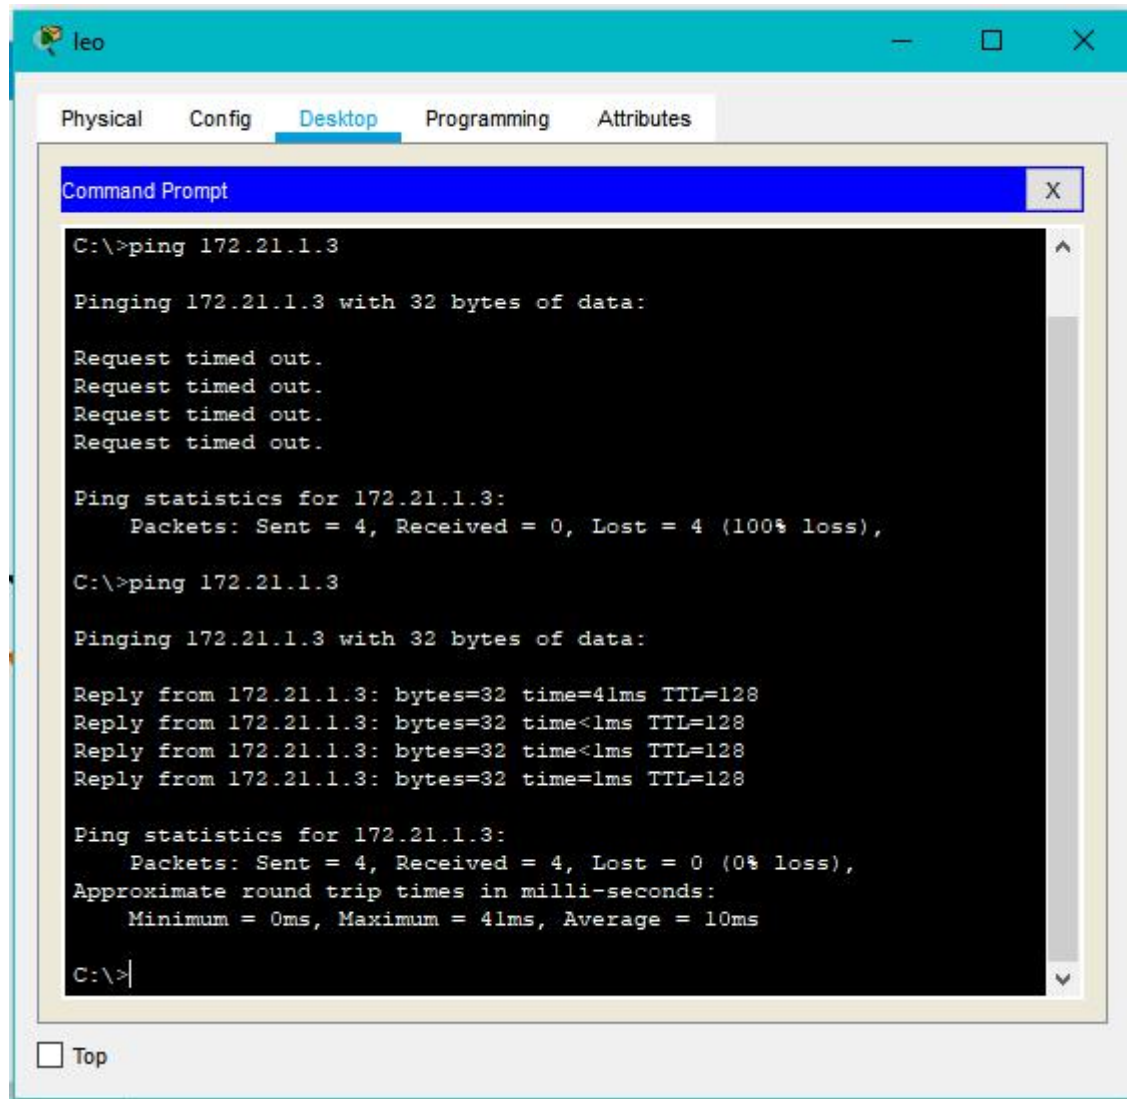 leo
Physical Config Desktop Programming Attributes
Command Prompt X
C:\>ping 172.21.1.3
Pinging 172.21.1.3 with 32 bytes of data:
Request timed out.
Request timed out.
Request timed out.
Request timed out.
Ping statistics for 172.21.1.3:
Packets: Sent = 4, Received = 0, Lost = 4 (100% loss),
C:\>ping 172.21.1.3
Pinging 172.21.1.3 with 32 bytes of data:
Reply from 172.21.1.3: bytes=32 time=41ms TTL=128
Reply from 172.21.1.3: bytes=32 time<1ms TTL=128
Reply from 172.21.1.3: bytes=32 time<1ms TTL=128
Reply from 172.21.1.3: bytes=32 time=1ms TTL=128
Ping statistics for 172.21.1.3:
Packets: Sent = 4, Received = 4, Lost = 0 (0% loss),
Approximate round trip times in milli-seconds:
Minimum = 0ms, Maximum = 41ms, Average = 10ms
C:\>
Top